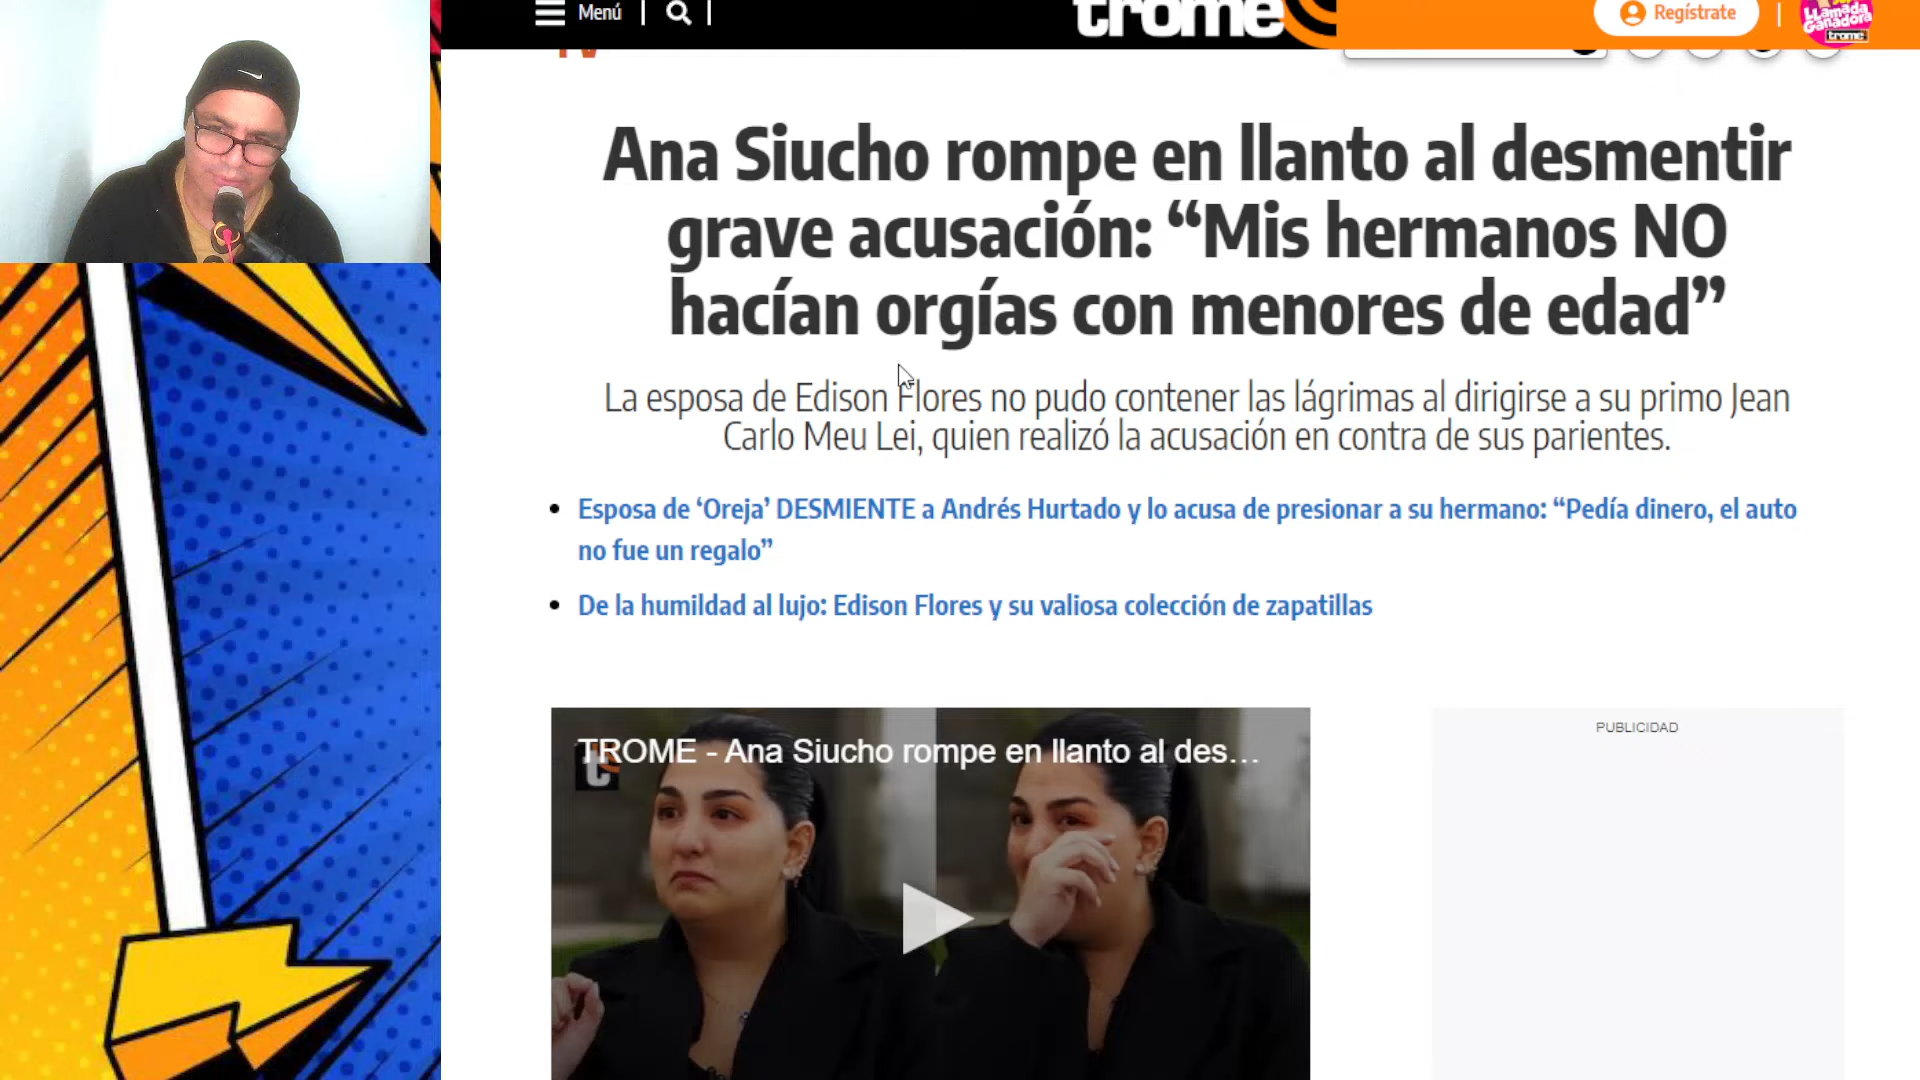 Menú
trome
Regístrate
LLamada
Ganadora
trome
TV
Ana Siucho rompe en llanto al desmentir
grave acusación: “Mis hermanos NO
hacían orgías con menores de edad”
La esposa de Edison Flores no pudo contener las lágrimas al dirigirse a su primo Jean
Carlo Meu Lei, quien realizó la acusación en contra de sus parientes.
Esposa de ‘Oreja’ DESMIENTE a Andrés Hurtado y lo acusa de presionar a su hermano: “Pedía dinero, el auto
no fue un regalo”
De la humildad al lujo: Edison Flores y su valiosa colección de zapatillas
TROME - Ana Siucho rompe en llanto al des...
t
PUBLICIDAD